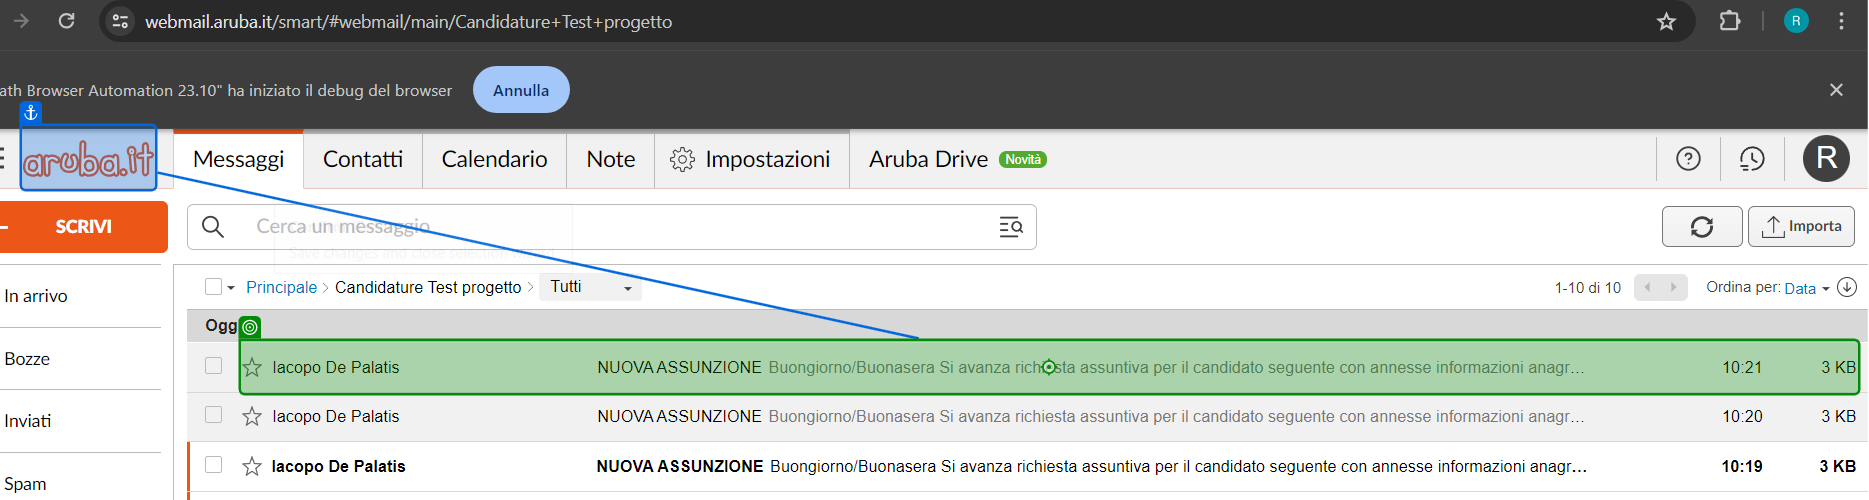 webmail.aruba.it/smart/#webmail/main/Candidature+Test+progetto
R
ath Browser Automation 23.10" ha iniziato il debug del browser
Annulla
aruba.it
Messaggi
Contatti
Calendario
Note
Impostazioni
Aruba Drive
Novità
R
SCRIVI
Cerca un messaggio
Save changes and close selection
Importa
In arrivo
Principale > Candidature Test progetto > Tutti
1-10 di 10
Ordina per: Data
Ogg
Iacopo De Palatis NUOVA ASSUNZIONE Buongiorno/Buonasera Si avanza richiesta assuntiva per il candidato seguente con annesse informazioni anagr... 10:21 3 KB
Bozze
Iacopo De Palatis NUOVA ASSUNZIONE Buongiorno/Buonasera Si avanza richiesta assuntiva per il candidato seguente con annesse informazioni anagr... 10:20 3 KB
Inviati
Iacopo De Palatis NUOVA ASSUNZIONE Buongiorno/Buonasera Si avanza richiesta assuntiva per il candidato seguente con annesse informazioni anagr... 10:19 3 KB
Spam